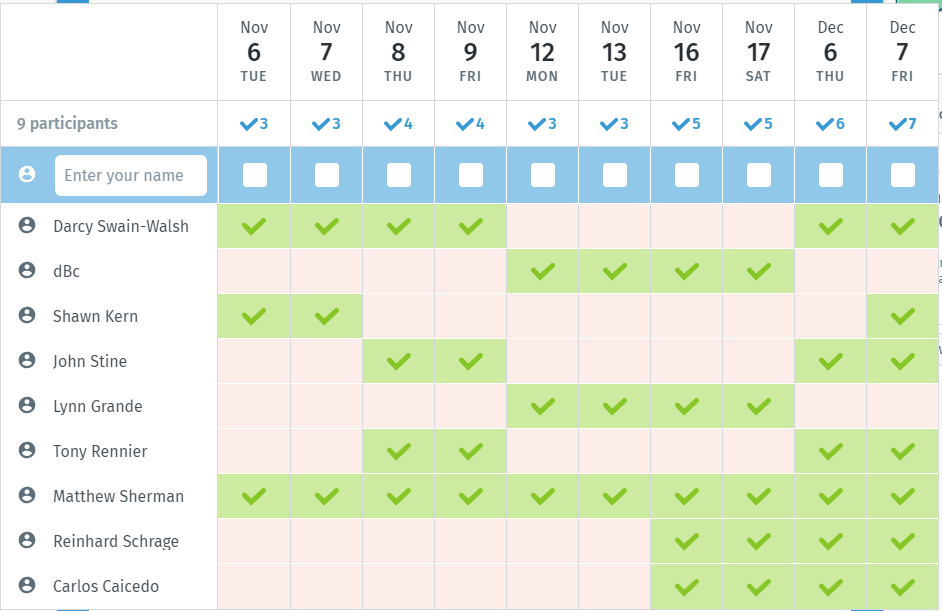 Nov Nov Nov Nov Nov Nov Nov Nov Dec Dec
6 7 8 9 12 13 16 17 6 7
TUE WED THU FRI MON TUE FRI SAT THU FRI
9 participants 3 3 4 4 3 3 5 5 6 7
Enter your name
Darcy Swain-Walsh
dBc
Shawn Kern
John Stine
Lynn Grande
Tony Rennier
Matthew Sherman
Reinhard Schrage
Carlos Caicedo